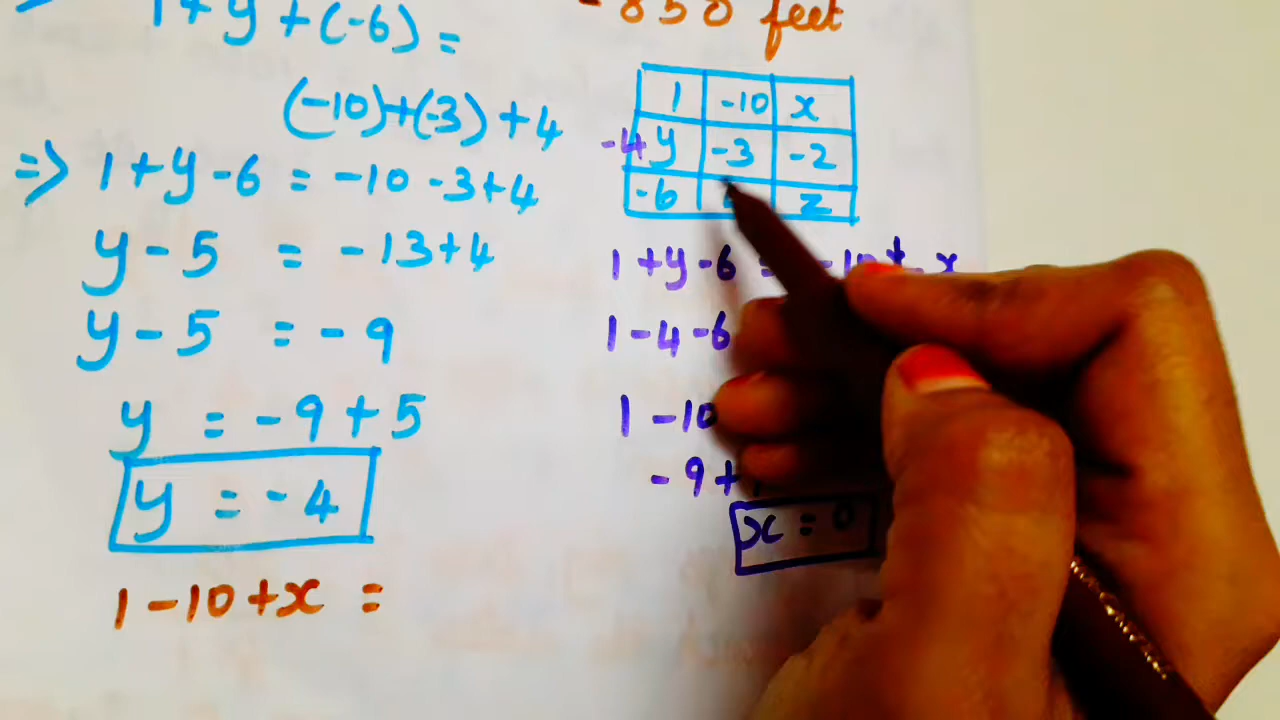 1 + y + (-6) =
(-10) + (-3) + 4
=> 1 + y - 6 = -10 - 3 + 4
y - 5 = -13 + 4
y - 5 = -9
y = -9 + 5
y = -4
1 - 10 + x =
-850 feet
1 -10 x
-4 y -3 -2
-6 z
1 + y - 6 =
1 - 4 - 6
1 - 10
-9 +
x = 0